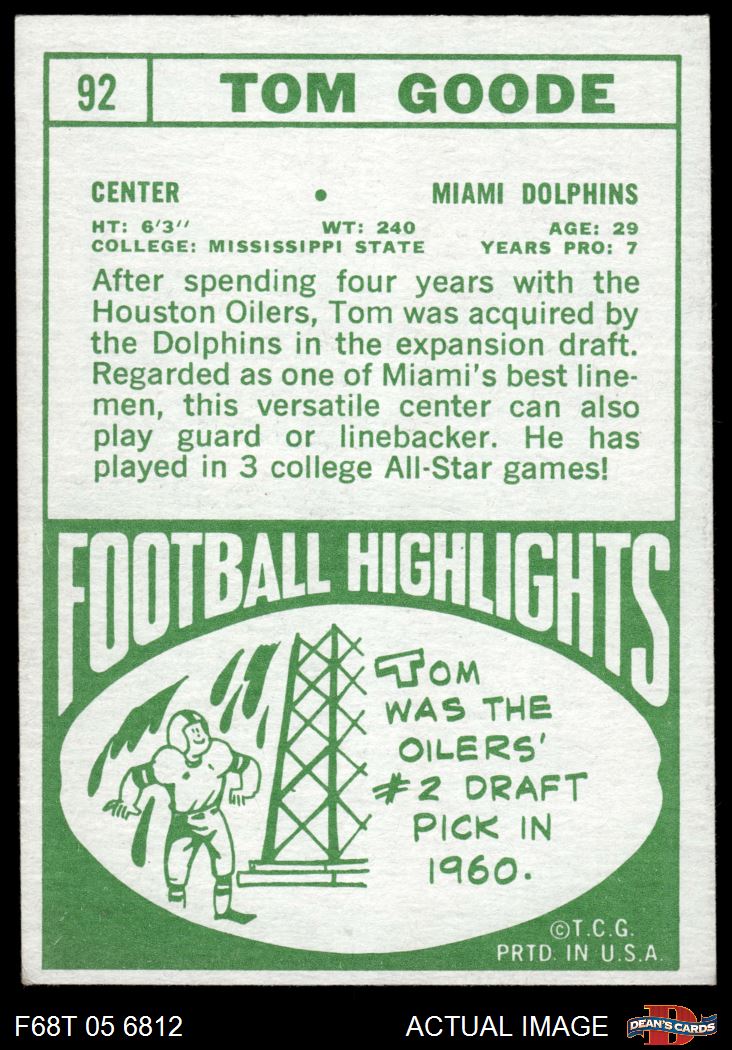 92 TOM GOODE
CENTER • MIAMI DOLPHINS
HT: 6'3" WT: 240 AGE: 29
COLLEGE: MISSISSIPPI STATE YEARS PRO: 7
After spending four years with the
Houston Oilers, Tom was acquired by
the Dolphins in the expansion draft.
Regarded as one of Miami's best line-
men, this versatile center can also
play guard or linebacker. He has
played in 3 college All-Star games!
FOOTBALL HIGHLIGHTS
TOM
WAS THE
OILERS'
#2 DRAFT
PICK IN
1960.
©T.C.G.
PRTD. IN U.S.A.
F68T 05 6812 ACTUAL IMAGE DEAN'S CARDS